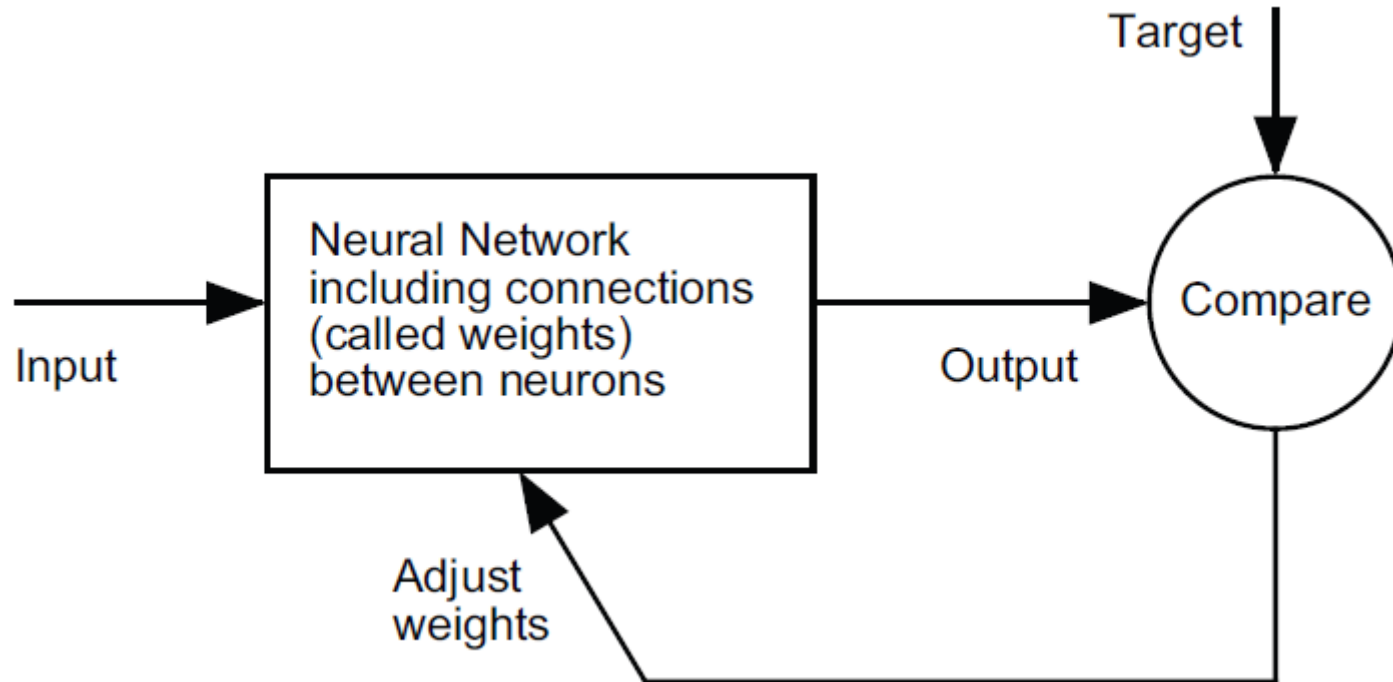 Target
Neural Network
including connections
(called weights)
between neurons
Compare
Input
Output
Adjust
weights